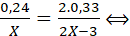 0,24/X = 2.0,33/2X−3 ⇔